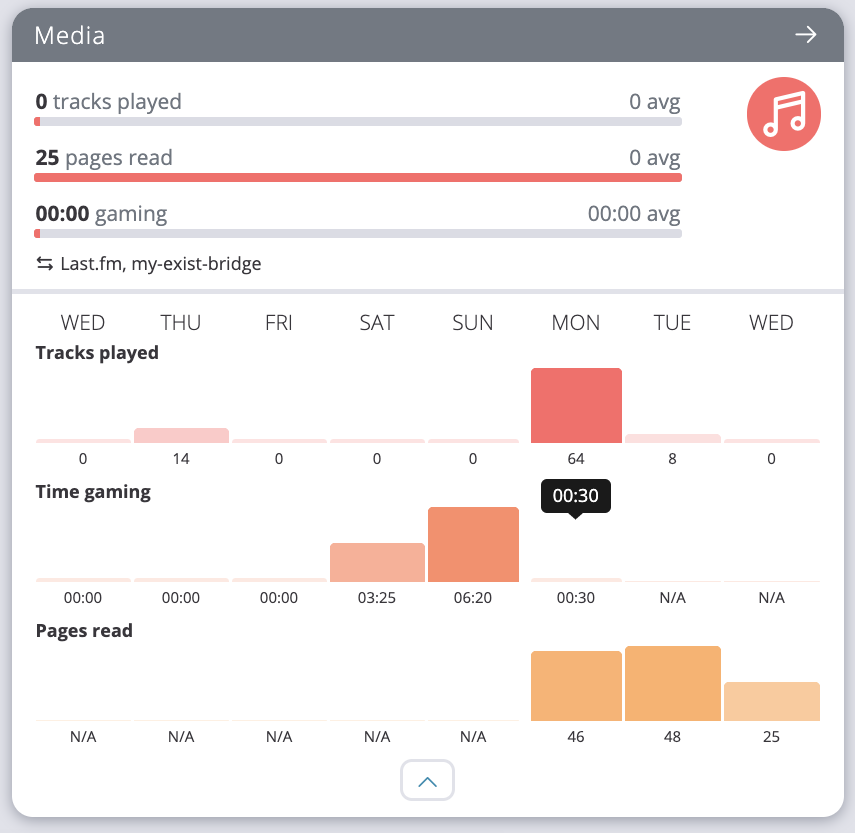 Media
0 tracks played 0 avg
25 pages read 0 avg
00:00 gaming 00:00 avg
Last.fm, my-exist-bridge
WED THU FRI SAT SUN MON TUE WED
Tracks played
0 14 0 0 0 64 8 0
Time gaming
00:30
00:00 00:00 00:00 03:25 06:20 00:30 N/A N/A
Pages read
N/A N/A N/A N/A N/A 46 48 25